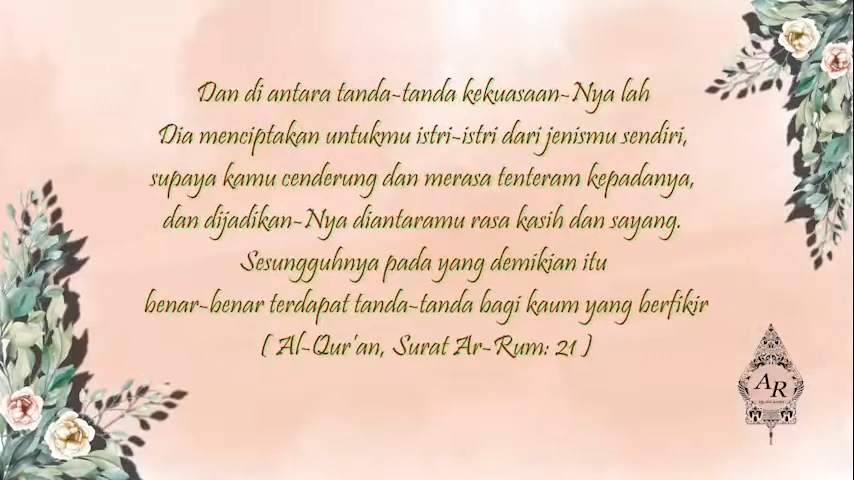 Dan di antara tanda-tanda kekuasaan-Nya lah
Dia menciptakan untukmu istri-istri dari jenismu sendiri,
supaya kamu cenderung dan merasa tenteram kepadanya,
dan dijadikan-Nya diantaramu rasa kasih dan sayang.
Sesungguhnya pada yang demikian itu
benar-benar terdapat tanda-tanda bagi kaum yang berfikir
( Al-Qur'an, Surat Ar-Rum: 21 )
AR